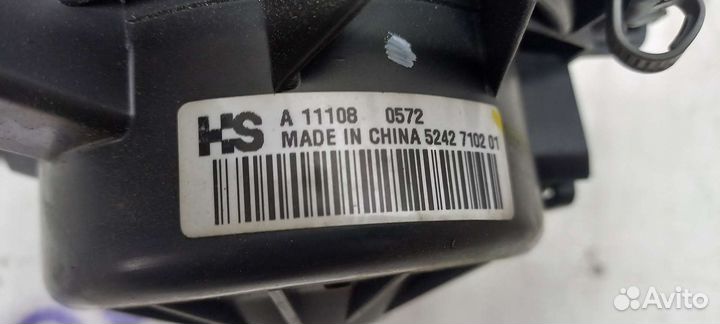 HS
A 11108 0572
MADE IN CHINA 5242 7102 01
Avito